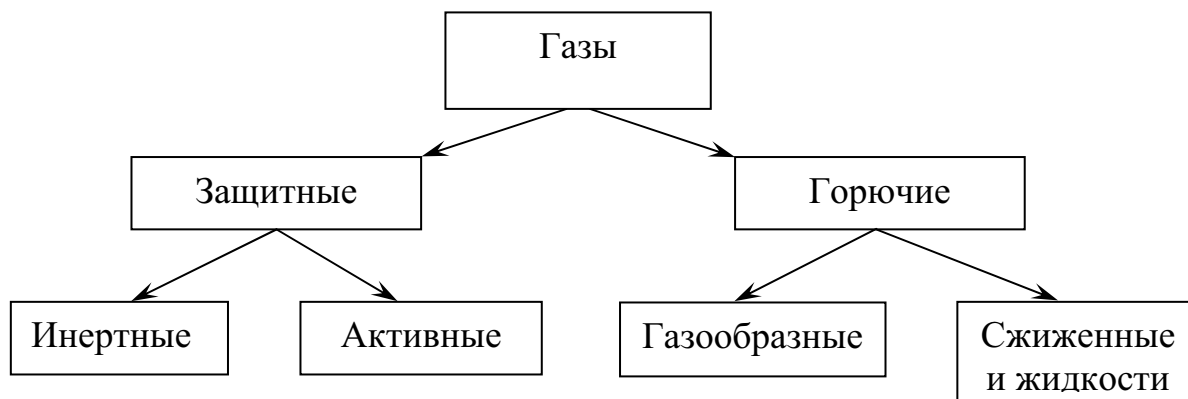 Газы
Защитные
Горючие
Инертные
Активные
Газообразные
Сжиженные
и жидкости